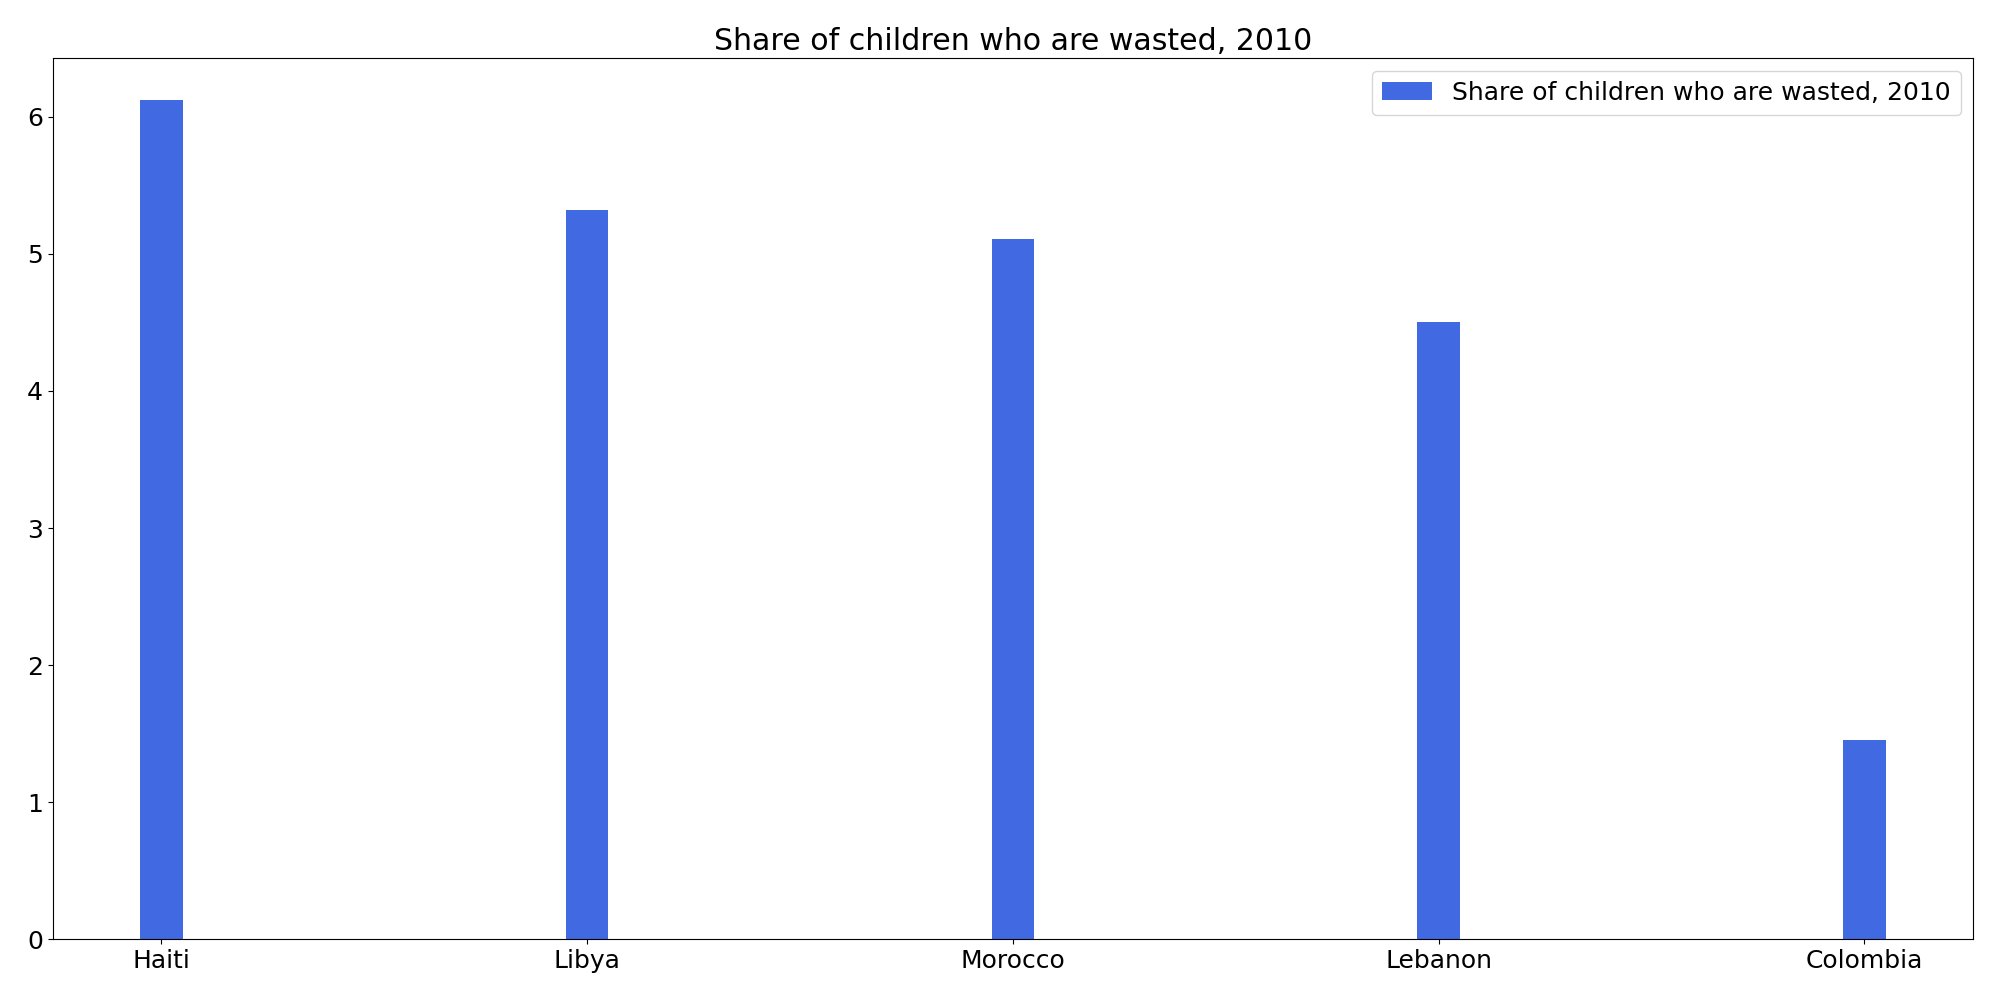 Share of children who are wasted, 2010
Share of children who are wasted, 2010
6
5
4
3
2
1
0
Haiti Libya Morocco Lebanon Colombia